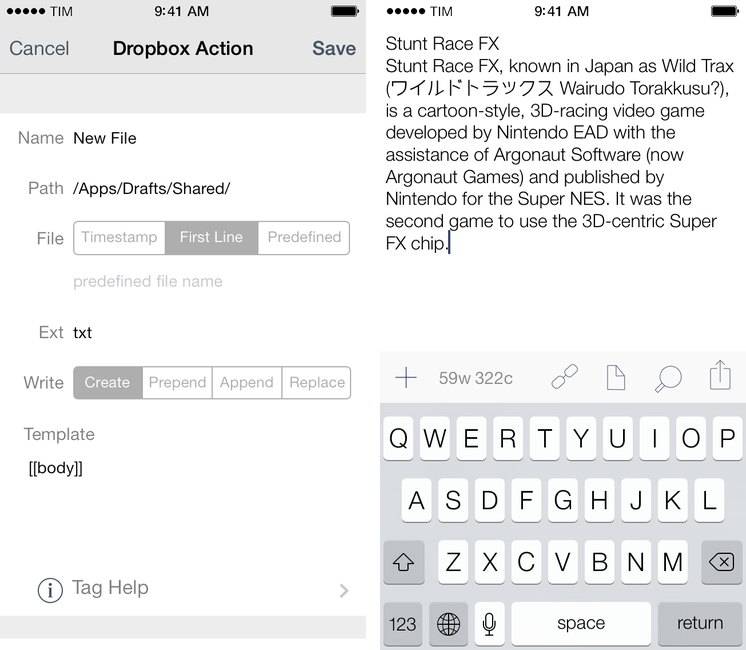 TIM 9:41 AM
Cancel Dropbox Action Save
Name New File
Path /Apps/Drafts/Shared/
File Timestamp First Line Predefined
predefined file name
Ext txt
Write Create Prepend Append Replace
Template
[[body]]
Tag Help
TIM 9:41 AM
Stunt Race FX
Stunt Race FX, known in Japan as Wild Trax
(ワイルドトラックス Wairudo Torakkusu?),
is a cartoon-style, 3D-racing video game
developed by Nintendo EAD with the
assistance of Argonaut Software (now
Argonaut Games) and published by
Nintendo for the Super NES. It was the
second game to use the 3D-centric Super
FX chip.
59w 322c
Q W E R T Y U I O P
A S D F G H J K L
Z X C V B N M
123 space return